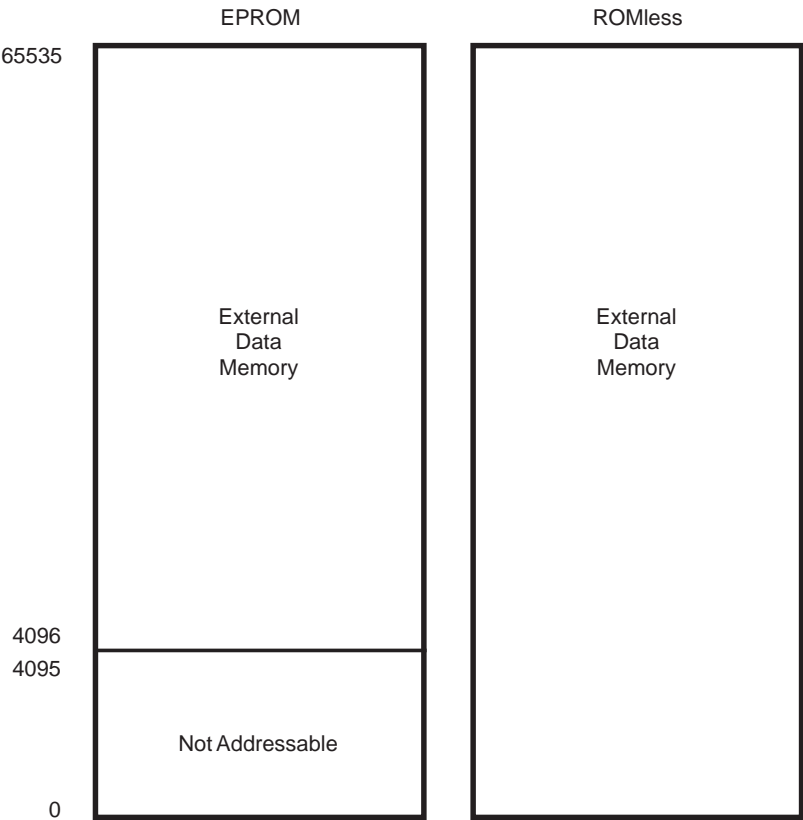 EPROM
ROMless
65535
External
Data
Memory
External
Data
Memory
4096
4095
Not Addressable
0